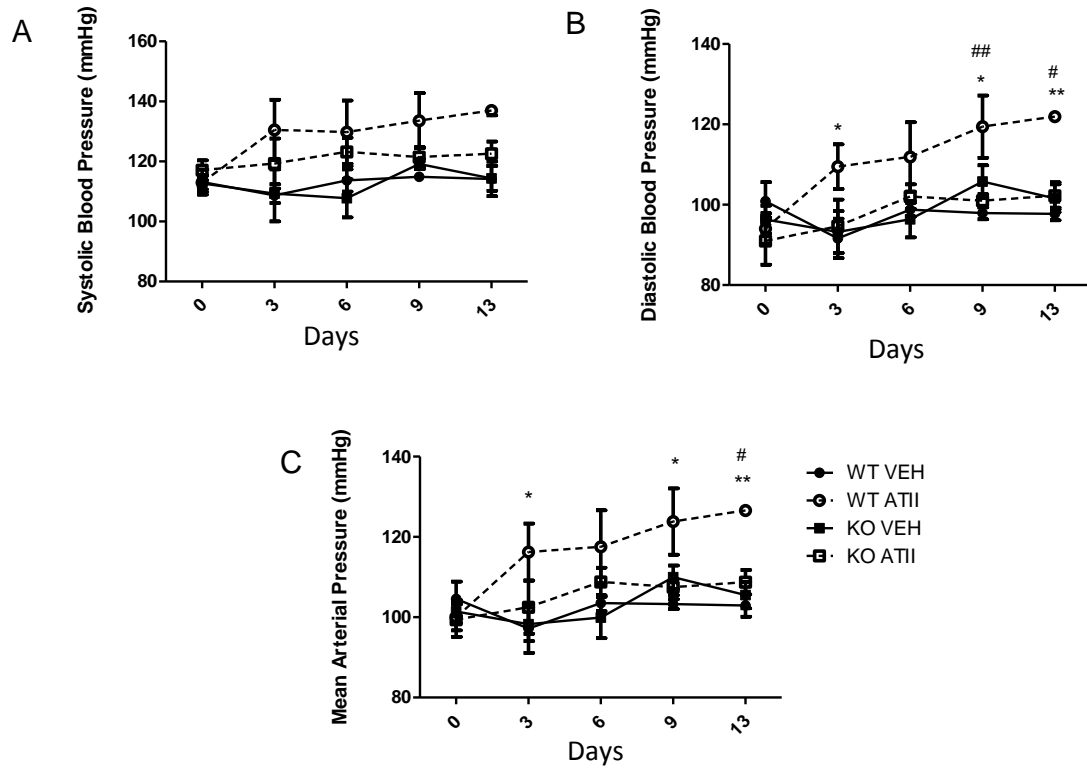 A
Systolic Blood Pressure (mmHg)
160
140
120
100
80
0
3
6
9
13
Days
B
Diastolic Blood Pressure (mmHg)
140
120
100
80
*
##
*
#
**
0
3
6
9
13
Days
C
Mean Arterial Pressure (mmHg)
140
120
100
80
*
*
#
**
0
3
6
9
13
Days
WT VEH
WT ATII
KO VEH
KO ATII